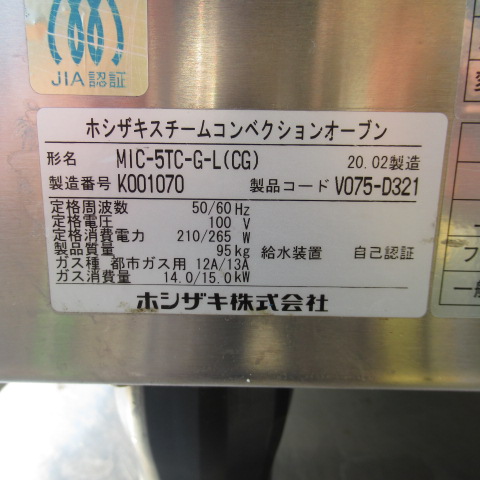 JIA認証
ホシザキスチームコンベクションオーブン
形名 MIC-5TC-G-L(CG) 20.02製造
製造番号 K001070 製品コード V075-D321
定格周波数 50/60 Hz
定格電圧 100 V
定格消費電力 210/265 W
製品質量 95kg 給水装置 自己認証
ガス種 都市ガス用 12A/13A
ガス消費量 14.0/15.0kW
ホシザキ株式会社
フ
一般